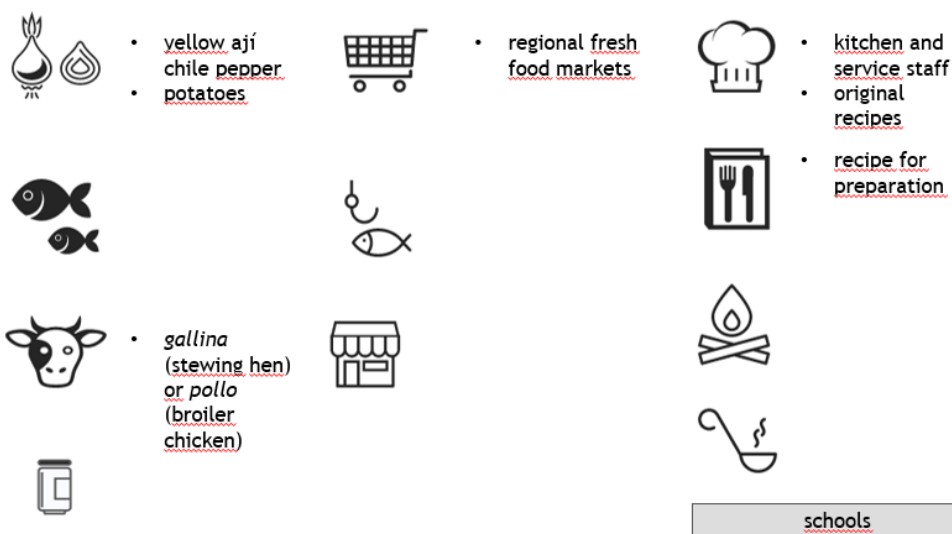 yellow ají
chile pepper
potatoes
regional fresh
food markets
kitchen and
service staff
original
recipes
recipe for
preparation
gallina
(stewing hen)
or pollo
(broiler
chicken)
schools